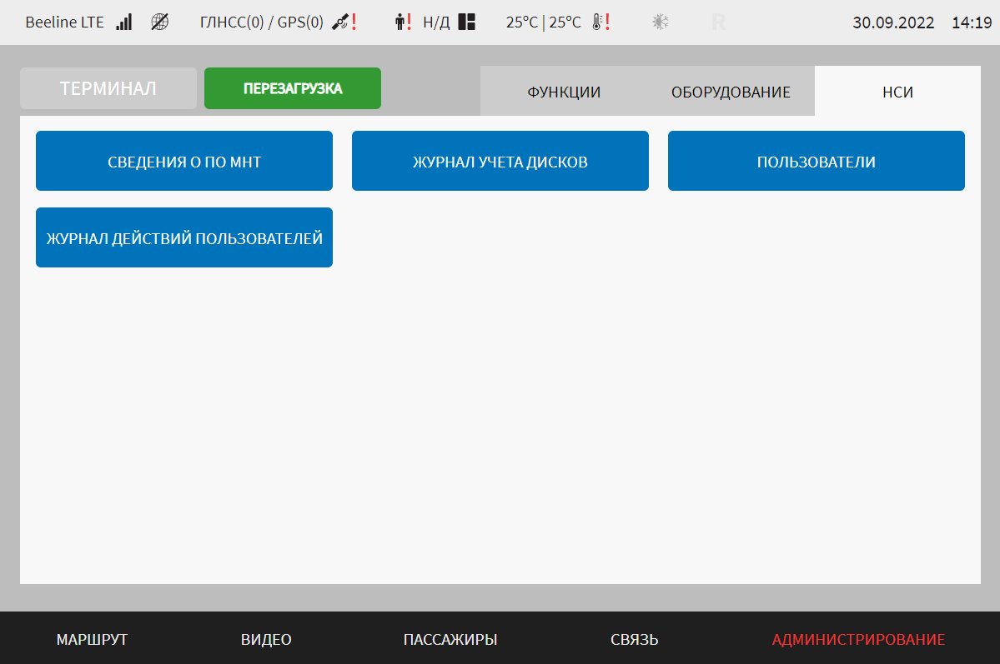 Beeline LTE ГЛНСС(0) / GPS(0) ! ! Н/Д 25°C | 25°C ! R 30.09.2022 14:19
ТЕРМИНАЛ ПЕРЕЗАГРУЗКА ФУНКЦИИ ОБОРУДОВАНИЕ НСИ
СВЕДЕНИЯ О ПО МНТ ЖУРНАЛ УЧЕТА ДИСКОВ ПОЛЬЗОВАТЕЛИ
ЖУРНАЛ ДЕЙСТВИЙ ПОЛЬЗОВАТЕЛЕЙ
МАРШРУТ ВИДЕО ПАССАЖИРЫ СВЯЗЬ АДМИНИСТРИРОВАНИЕ